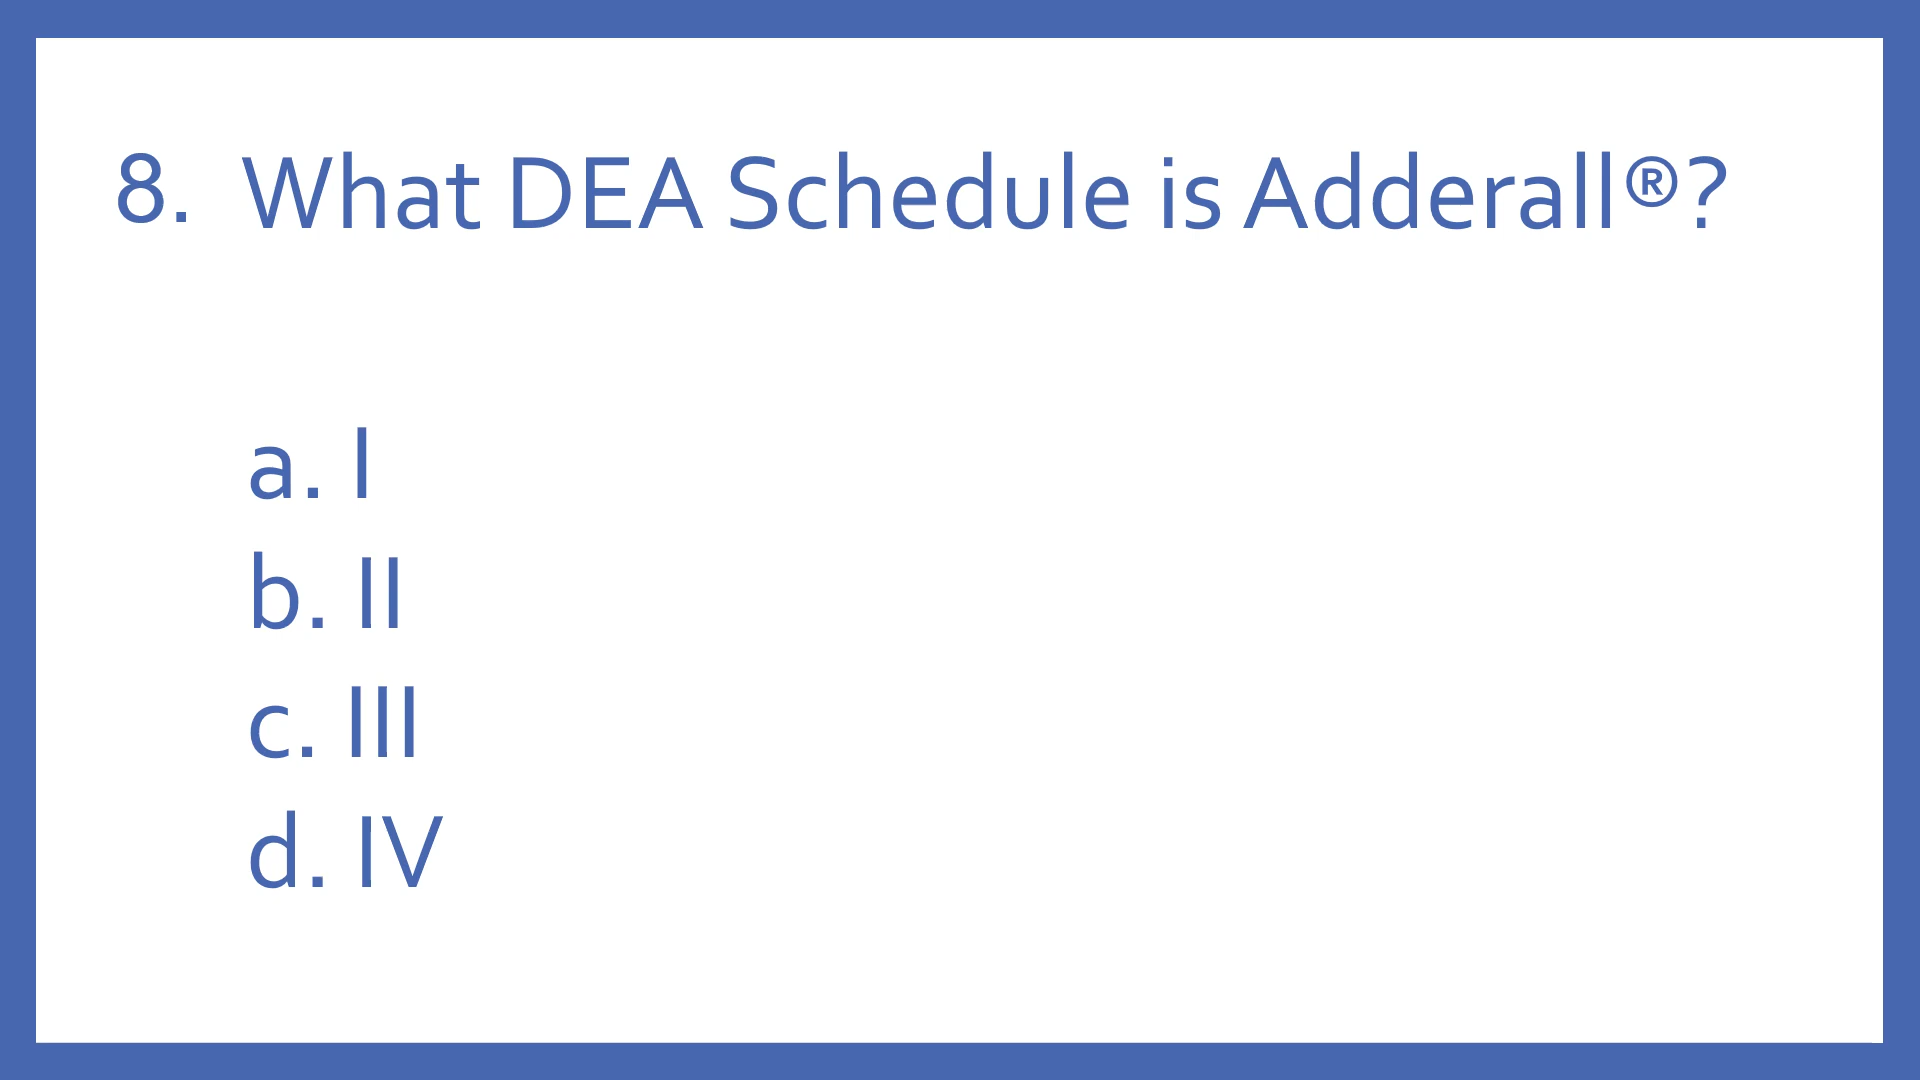 8. What DEA Schedule is Adderall®?
a. I
b. II
c. III
d. IV